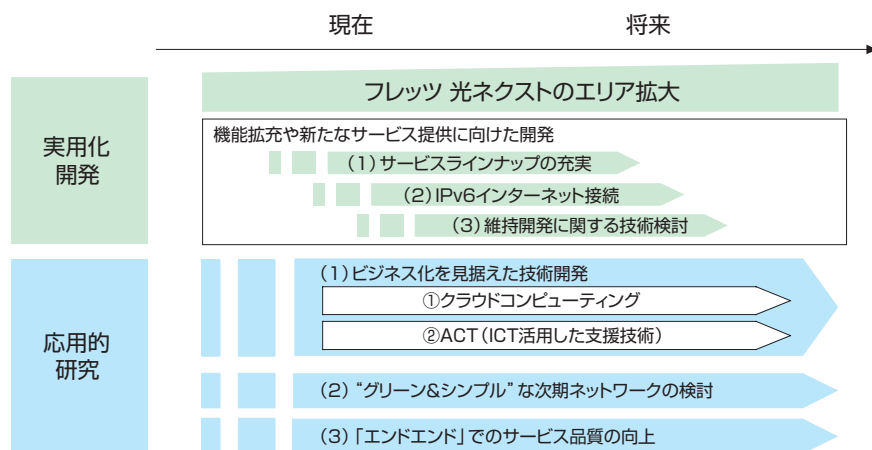 現在
将来
実用化
開発
フレッツ 光ネクストのエリア拡大
機能拡充や新たなサービス提供に向けた開発
(1)サービスラインナップの充実
(2)IPv6インターネット接続
(3)維持開発に関する技術検討
応用的
研究
(1)ビジネス化を見据えた技術開発
①クラウドコンピューティング
②ACT(ICT活用した支援技術)
(2)“グリーン&シンプル”な次期ネットワークの検討
(3)「エンドエンド」でのサービス品質の向上